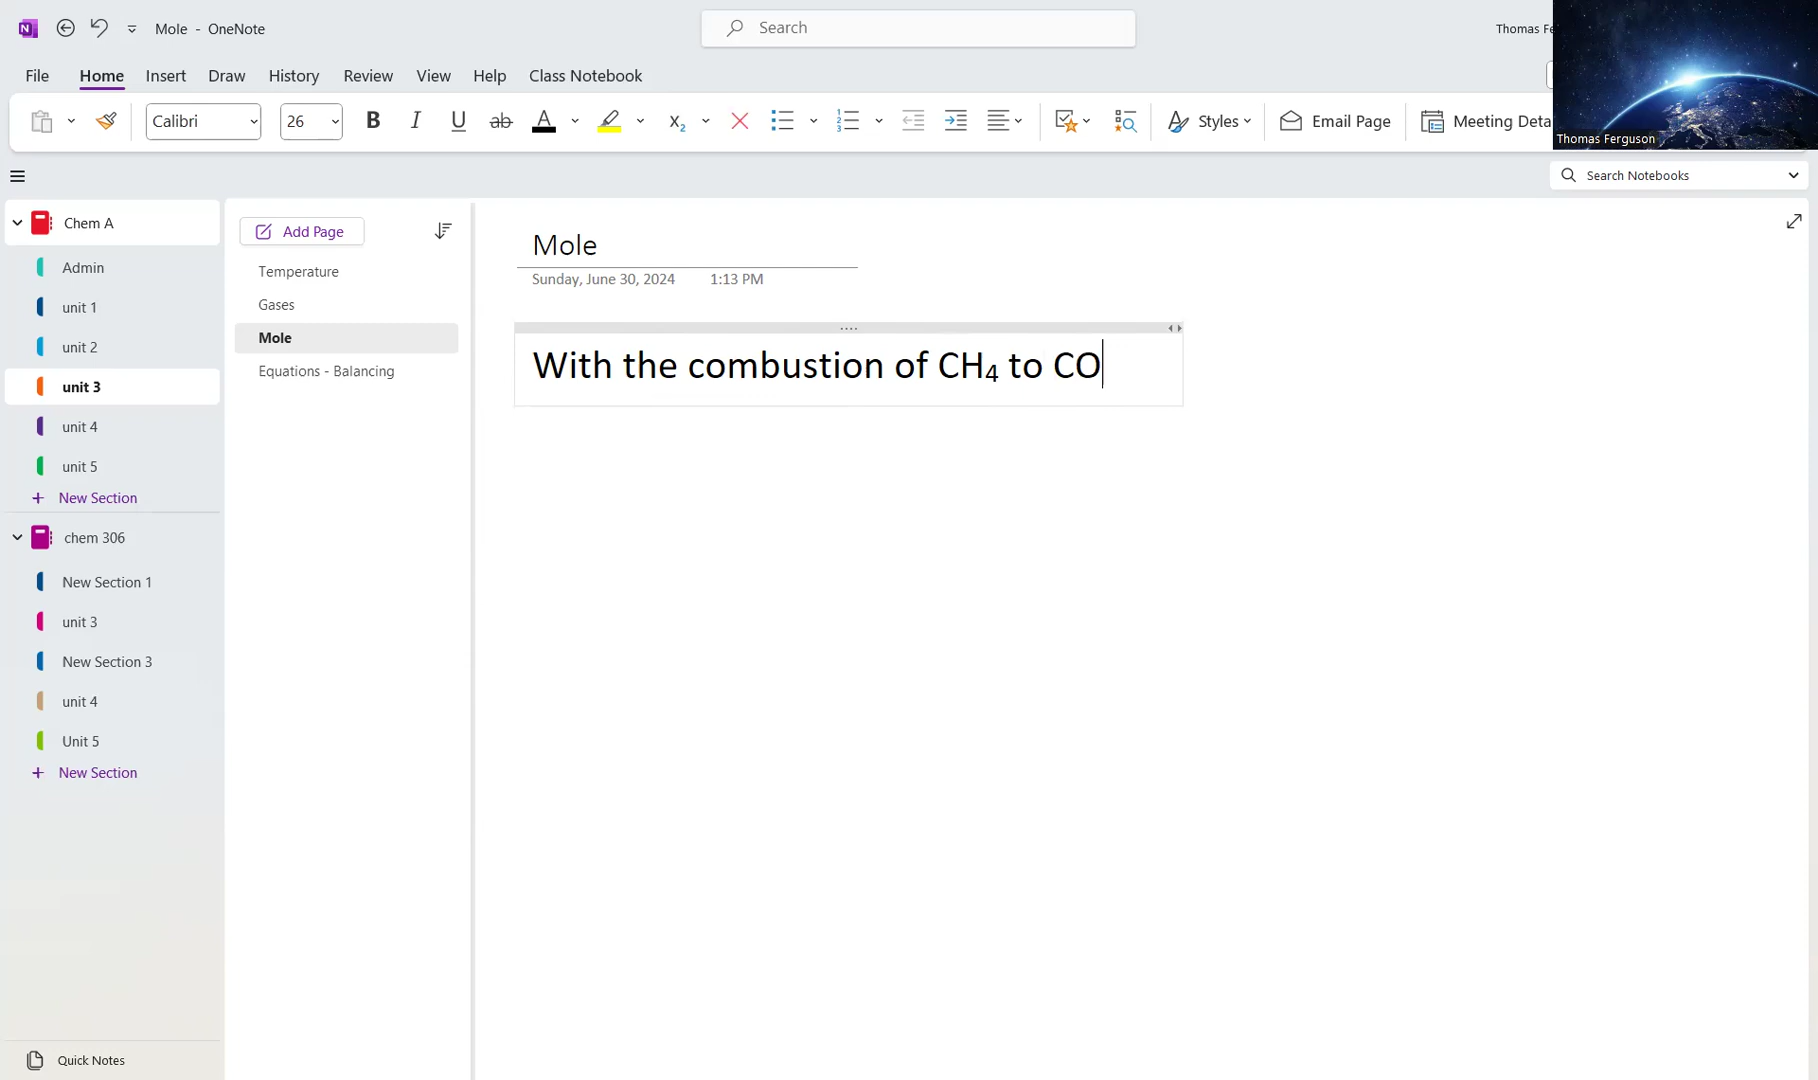 Mole - OneNote
Search
Thomas Fe
File Home Insert Draw History Review View Help Class Notebook
Calibri 26 B I U ab A X₂ Styles Email Page Meeting Deta
Thomas Ferguson
Search Notebooks
Chem A
Admin
unit 1
unit 2
unit 3
unit 4
unit 5
+ New Section
chem 306
New Section 1
unit 3
New Section 3
unit 4
Unit 5
+ New Section
Quick Notes
Add Page
Temperature
Gases
Mole
Equations - Balancing
Mole
Sunday, June 30, 2024 1:13 PM
With the combustion of CH₄ to CO